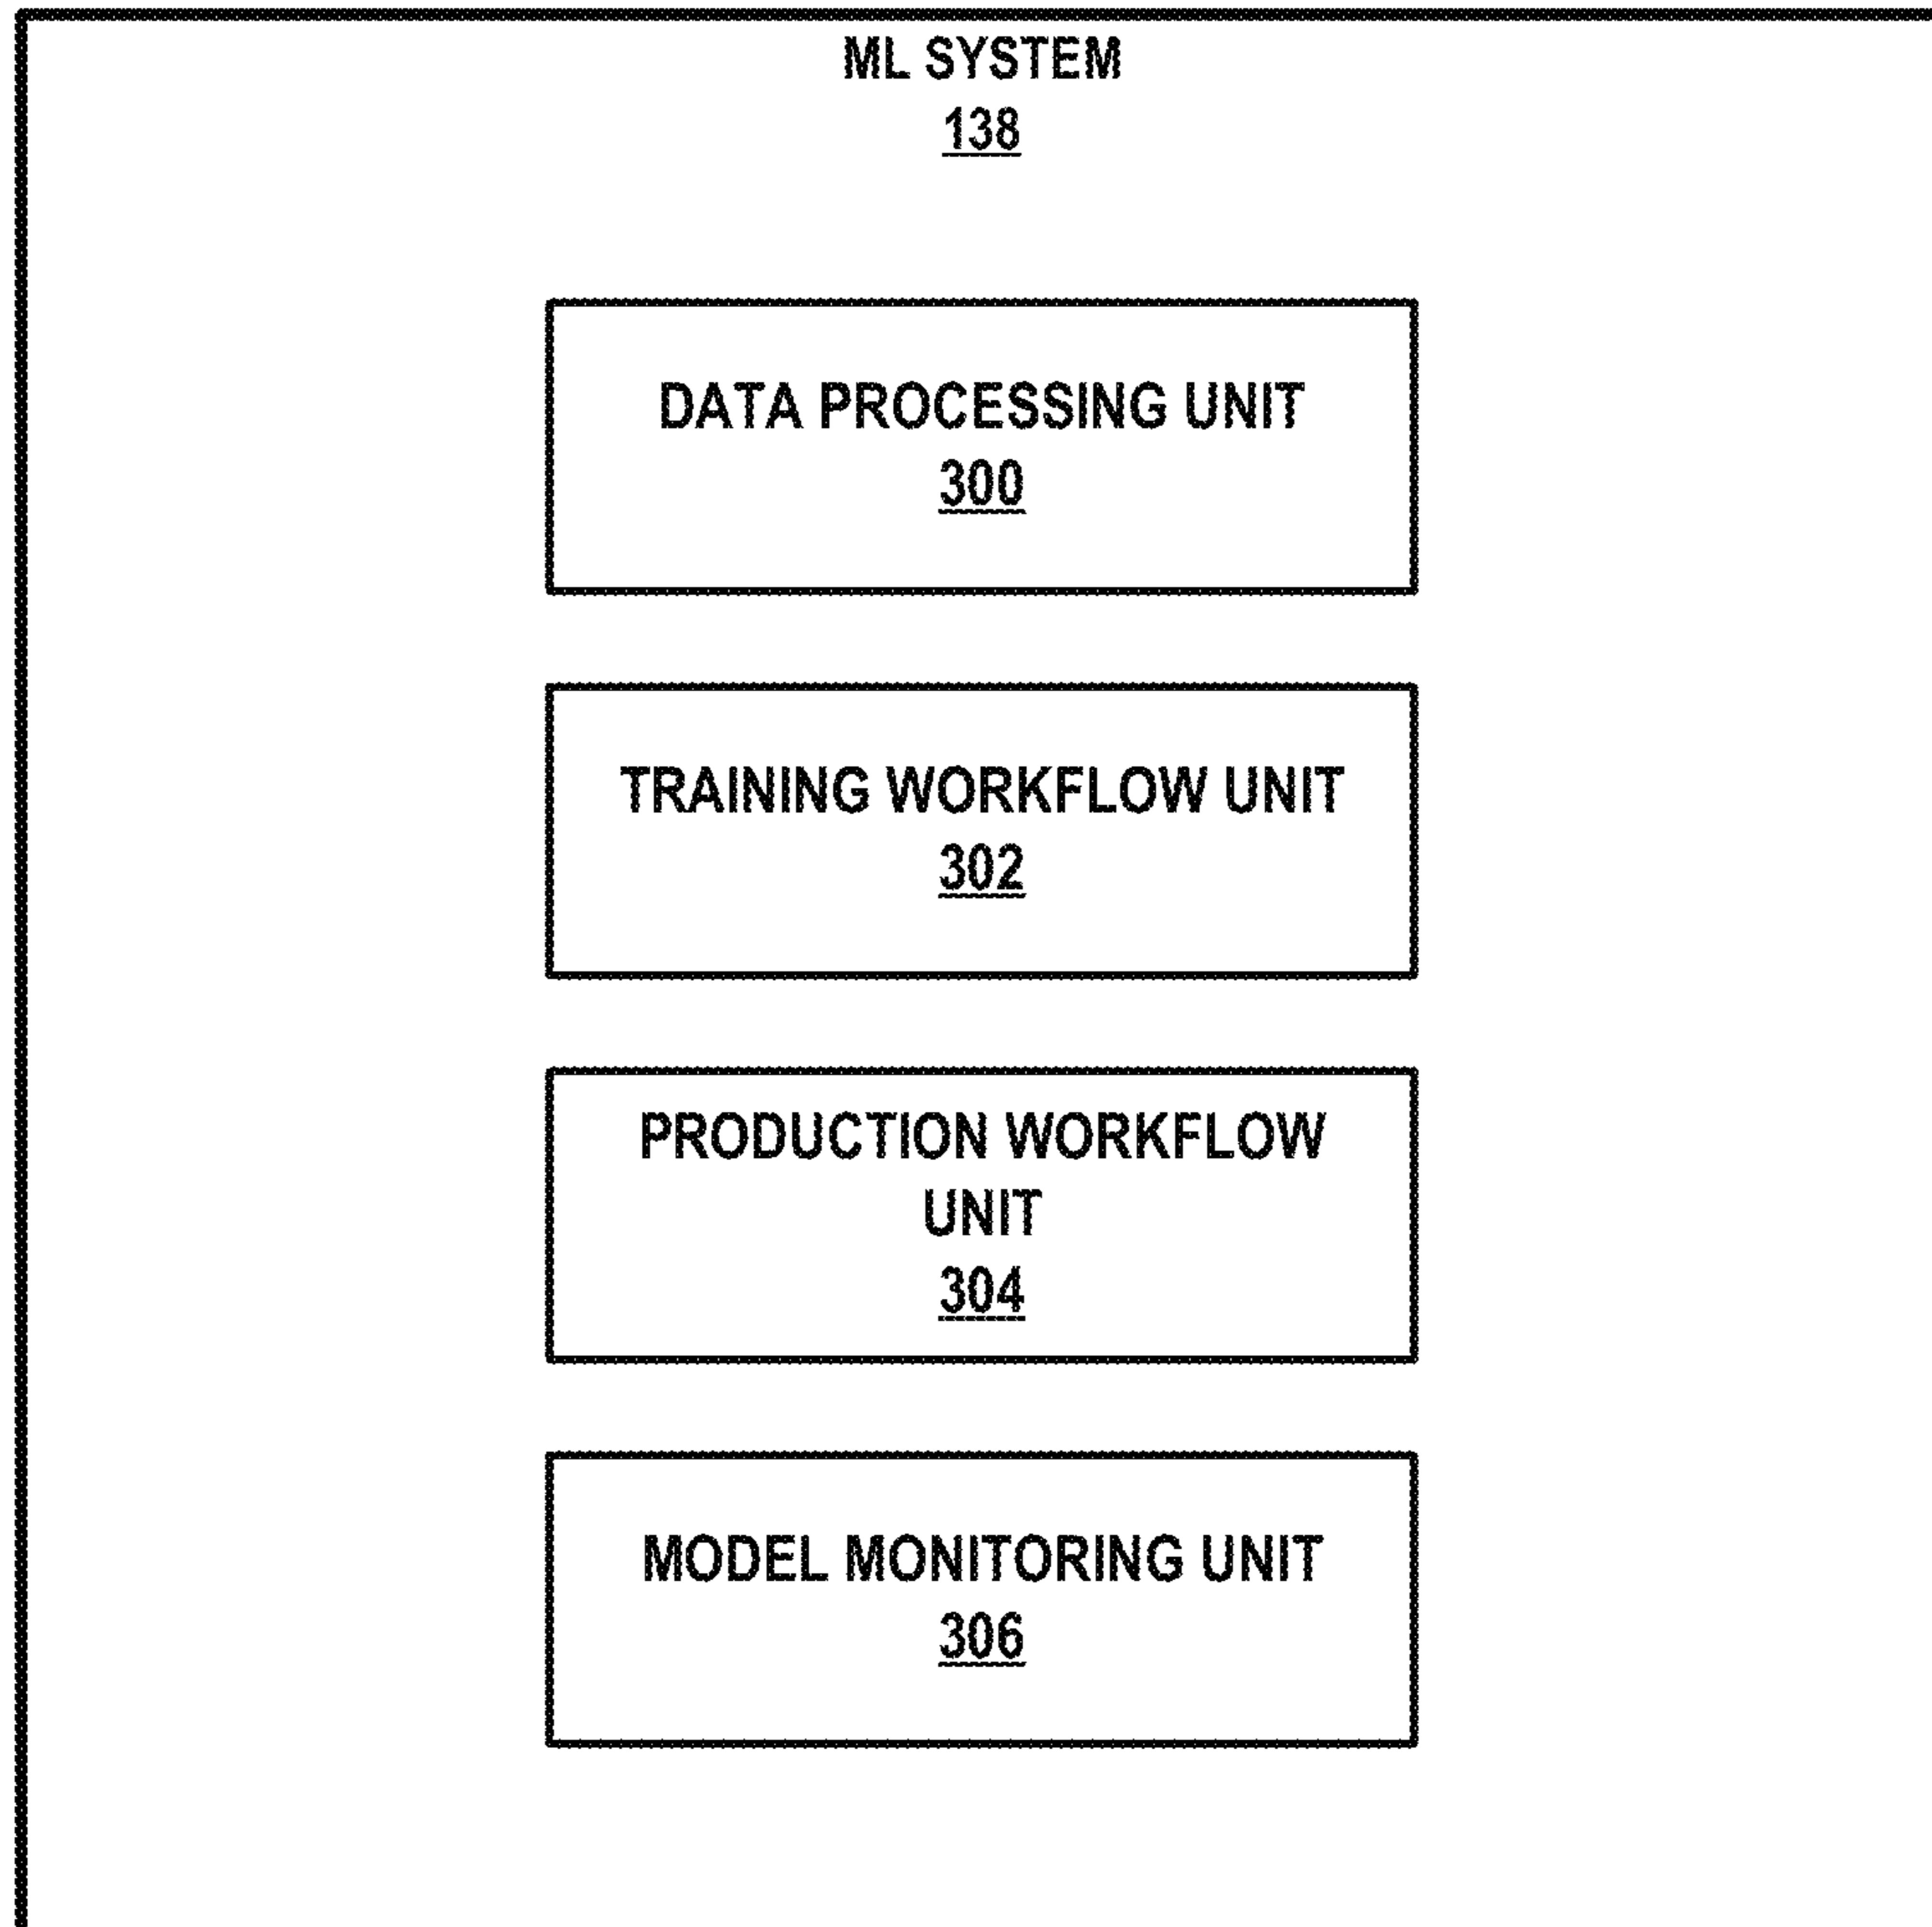 ML SYSTEM
138
DATA PROCESSING UNIT
300
TRAINING WORKFLOW UNIT
302
PRODUCTION WORKFLOW
UNIT
304
MODEL MONITORING UNIT
306